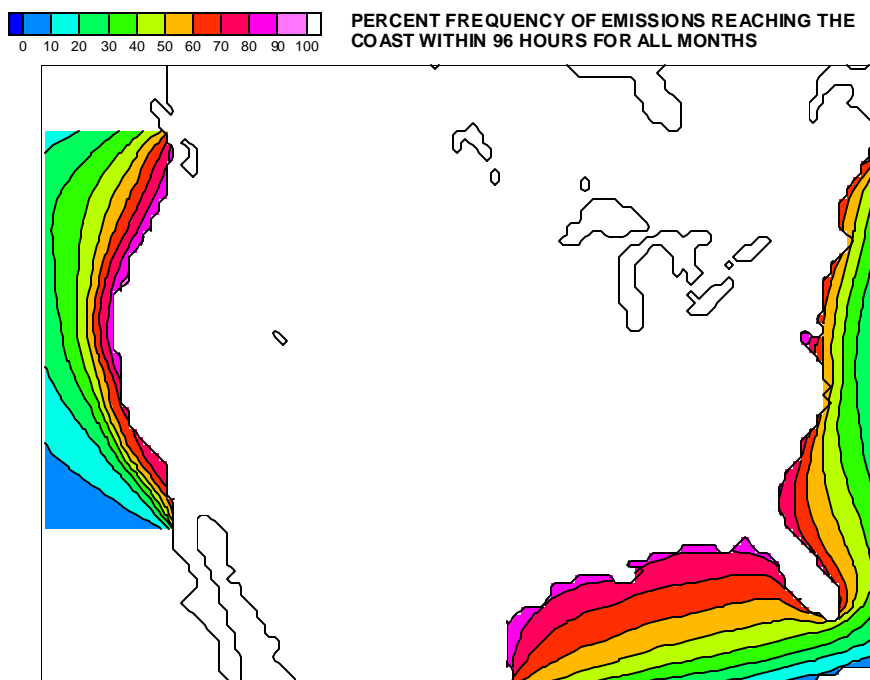 PERCENT FREQUENCY OF EMISSIONS REACHING THE
COAST WITHIN 96 HOURS FOR ALL MONTHS
0 10 20 30 40 50 60 70 80 90 100